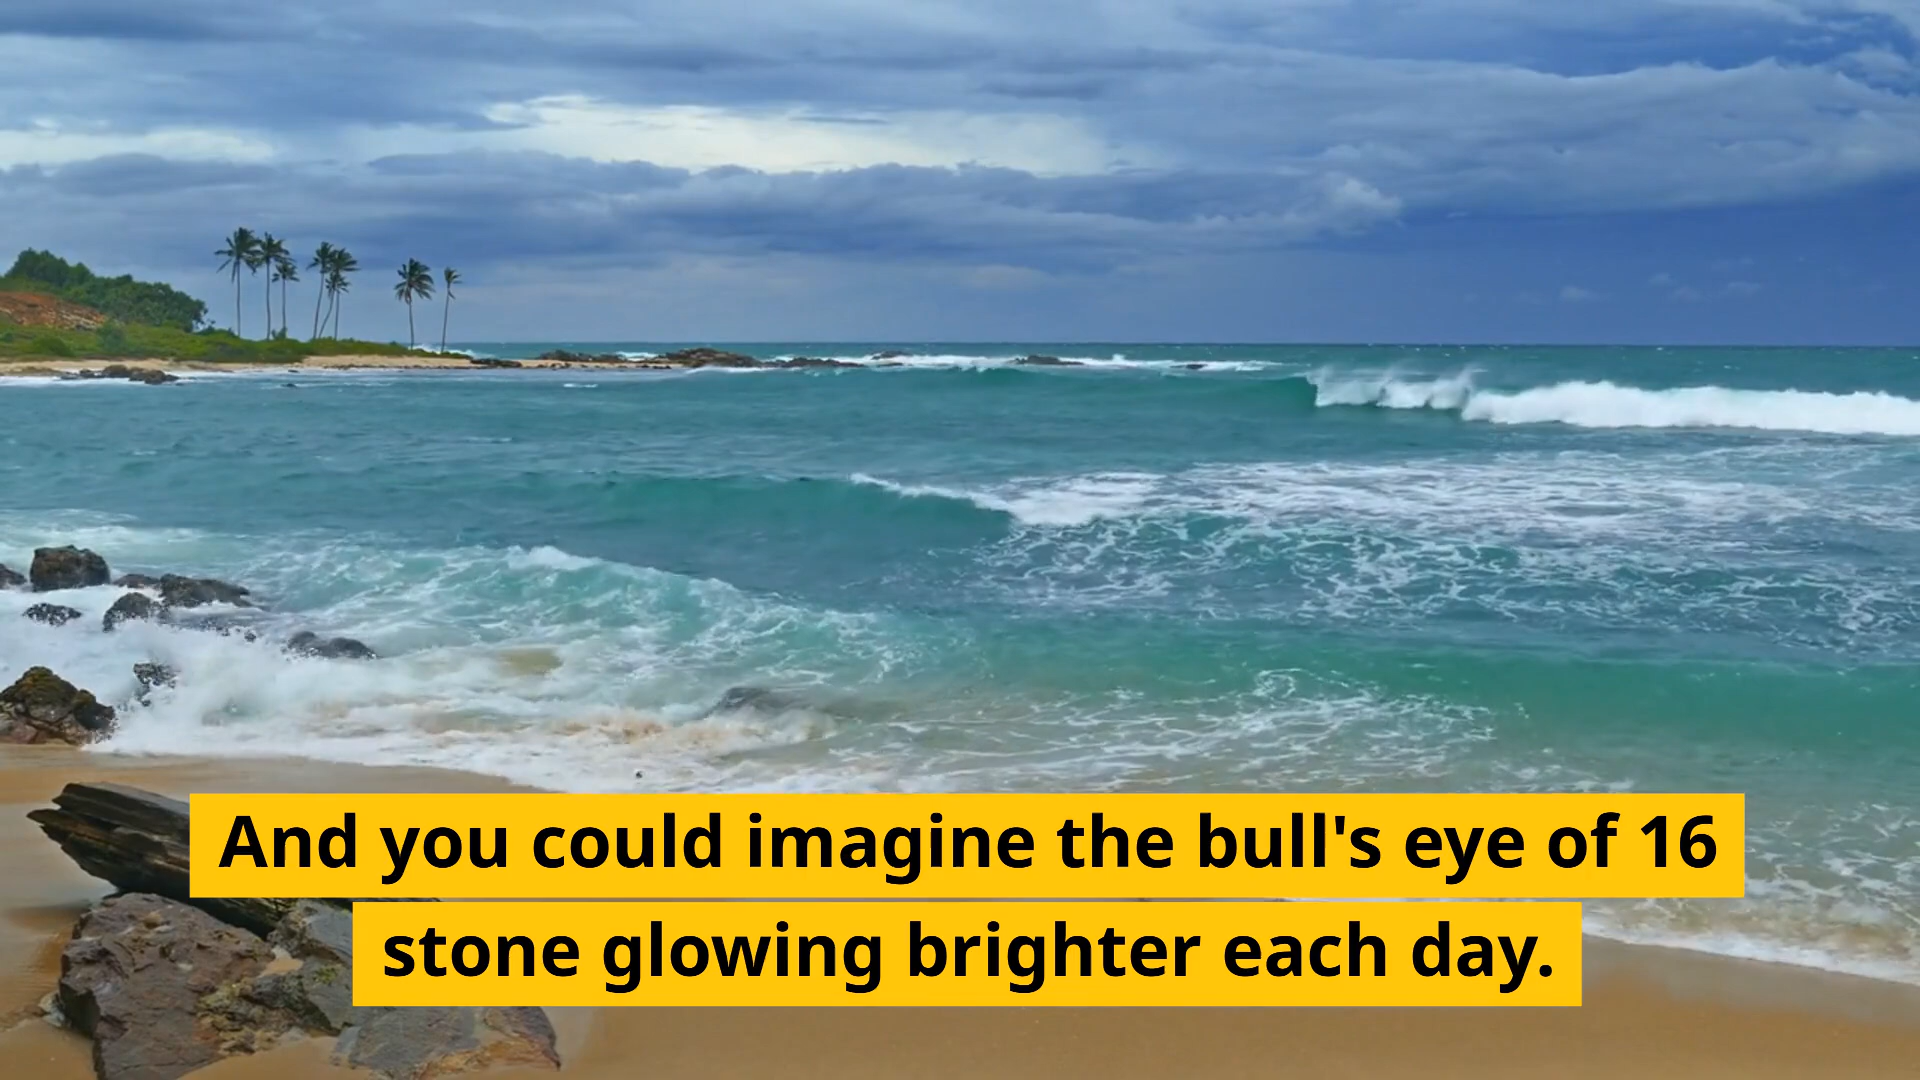 And you could imagine the bull's eye of 16
stone glowing brighter each day.